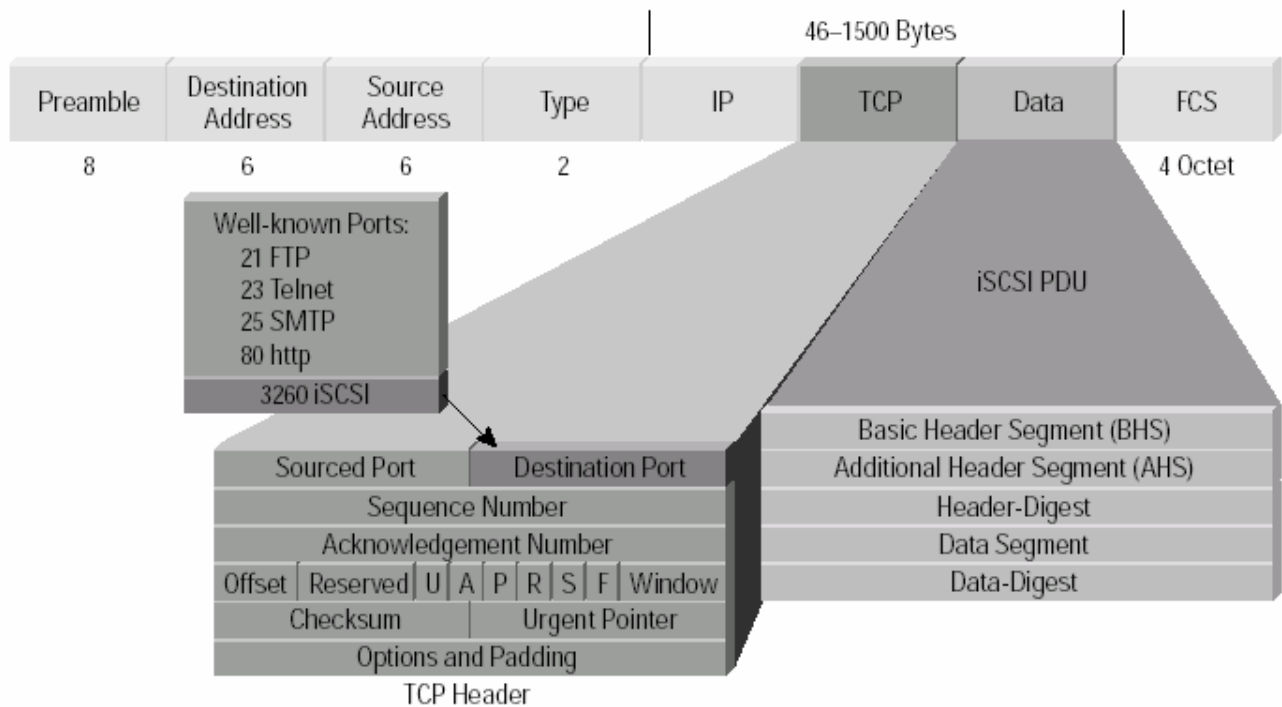 46–1500 Bytes
Preamble
Destination
Address
Source
Address
Type
IP
TCP
Data
FCS
8
6
6
2
4 Octet
Well-known Ports:
21 FTP
23 Telnet
25 SMTP
80 http
3260 iSCSI
iSCSI PDU
Sourced Port
Destination Port
Sequence Number
Acknowledgement Number
Offset
Reserved
U
A
P
R
S
F
Window
Checksum
Urgent Pointer
Options and Padding
TCP Header
Basic Header Segment (BHS)
Additional Header Segment (AHS)
Header-Digest
Data Segment
Data-Digest